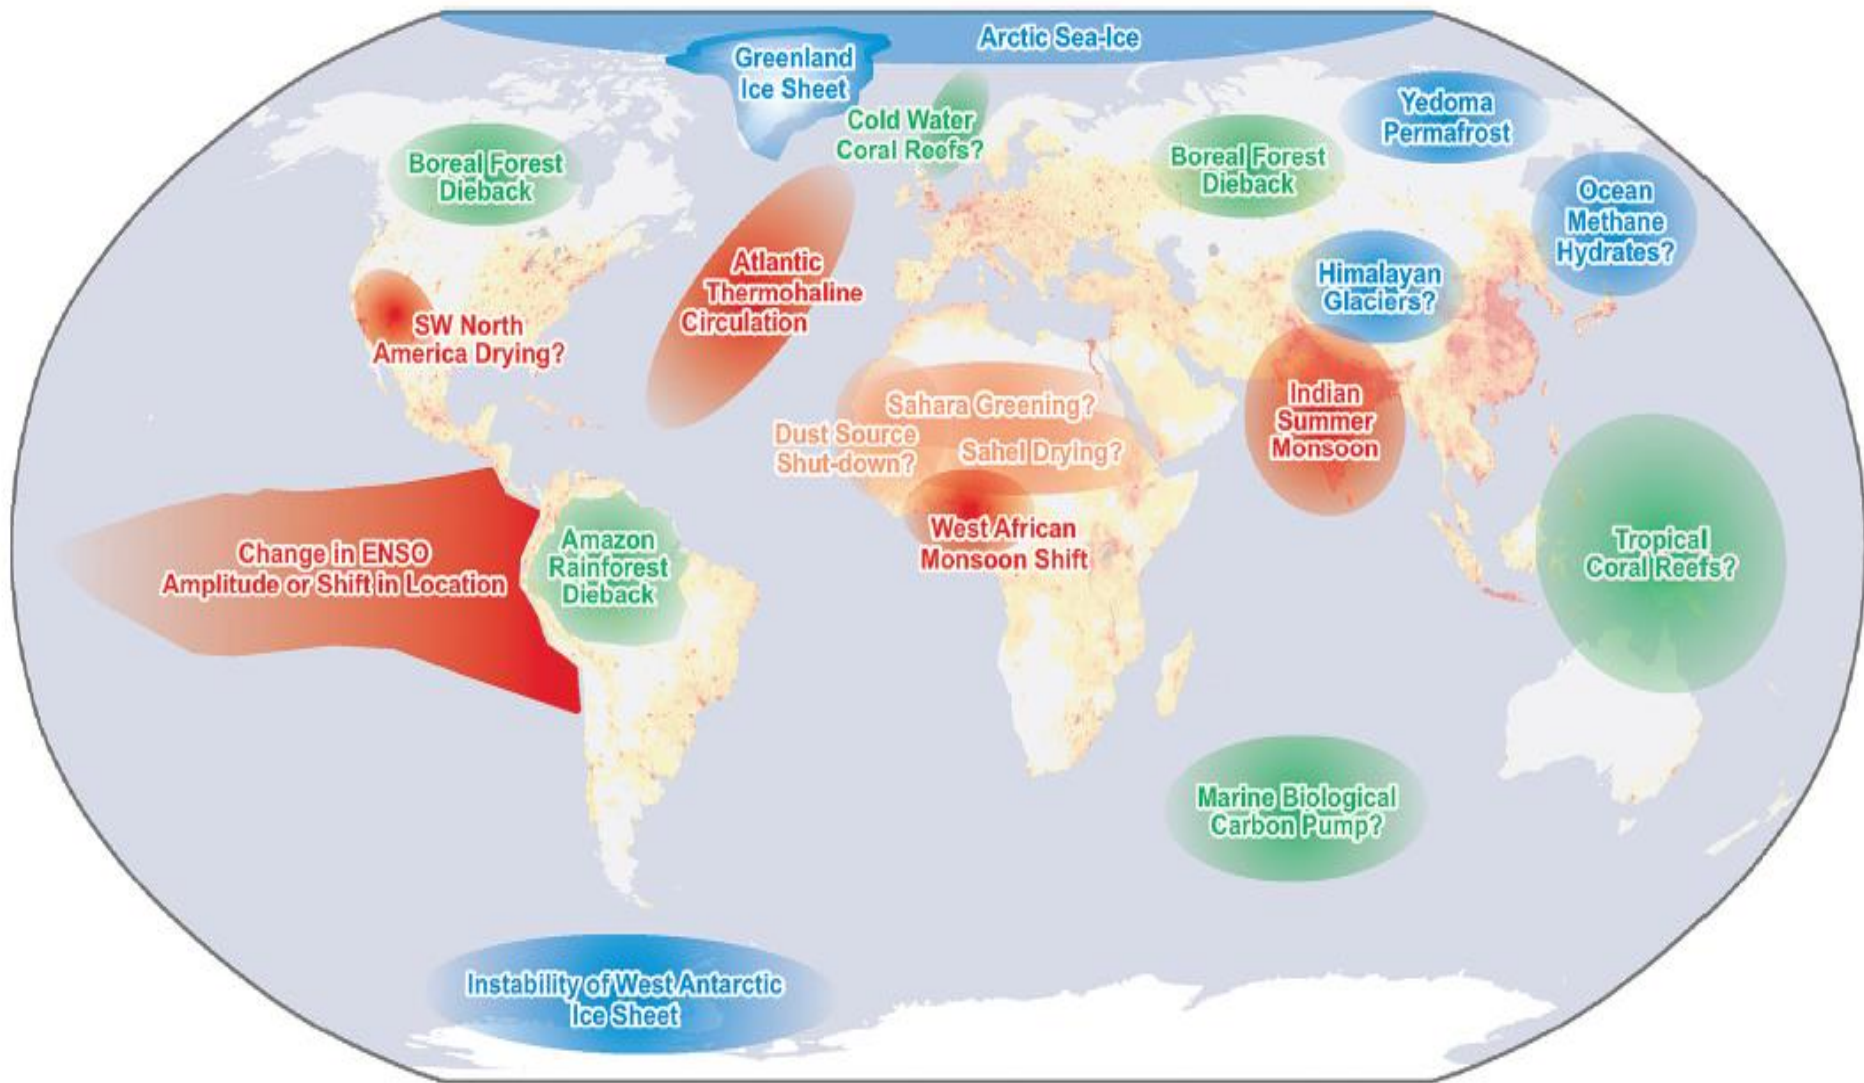 Arctic Sea-Ice
Greenland
Ice Sheet
Cold Water
Coral Reefs?
Yedoma
Permafrost
Boreal Forest
Dieback
Boreal Forest
Dieback
Ocean
Methane
Hydrates?
Atlantic
Thermohaline
Circulation
Himalayan
Glaciers?
SW North
America Drying?
Sahara Greening?
Dust Source
Shut-down?
Sahel Drying?
Indian
Summer
Monsoon
West African
Monsoon Shift
Change in ENSO
Amplitude or Shift in Location
Amazon
Rainforest
Dieback
Tropical
Coral Reefs?
Marine Biological
Carbon Pump?
Instability of West Antarctic
Ice Sheet